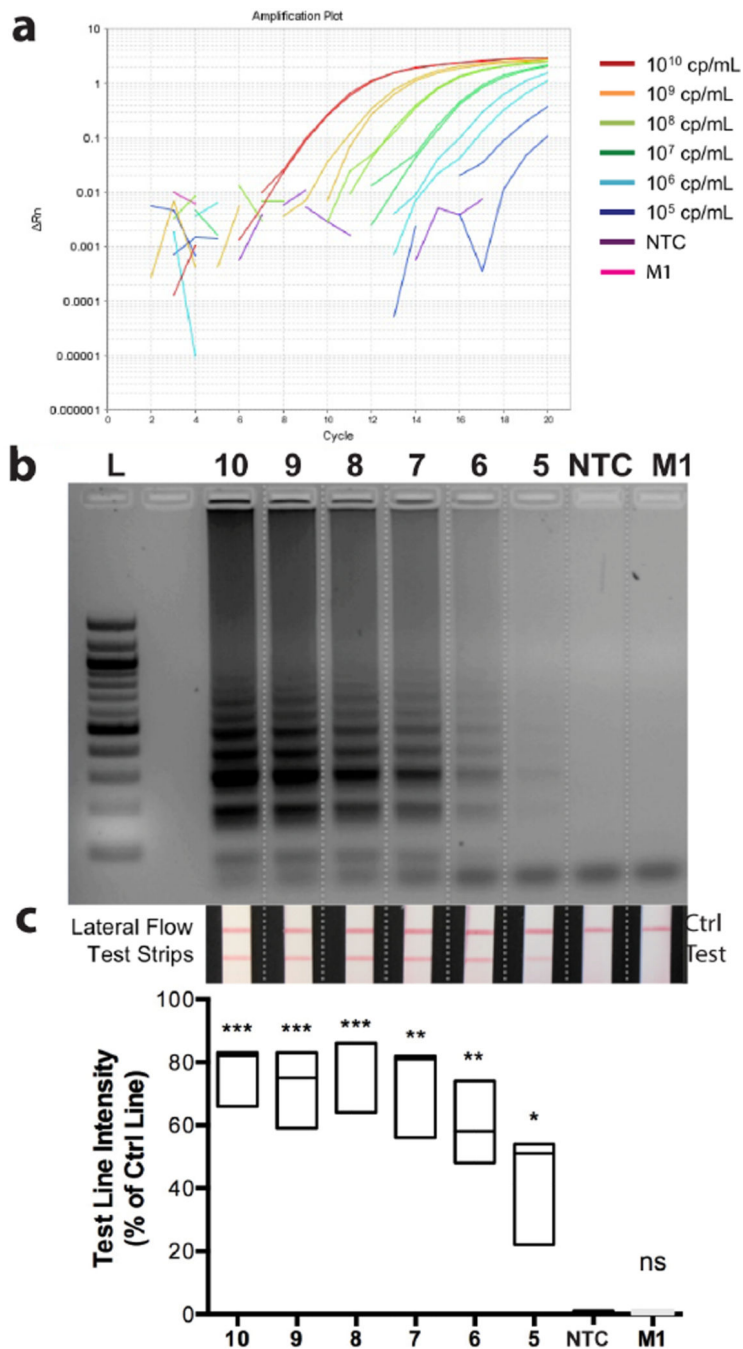 a
Amplification Plot
10
1
0.1
0.01
0.001
0.0001
0.00001
0.000001
ΔRn
0 2 4 6 8 10 12 14 16 18 20
Cycle
10¹⁰ cp/mL
10⁹ cp/mL
10⁸ cp/mL
10⁷ cp/mL
10⁶ cp/mL
10⁵ cp/mL
NTC
M1
b
L 10 9 8 7 6 5 NTC M1
c
Lateral Flow
Test Strips
Ctrl
Test
100
80
60
40
20
0
Test Line Intensity
(% of Ctrl Line)
*** *** *** ** ** * ns
10 9 8 7 6 5 NTC M1